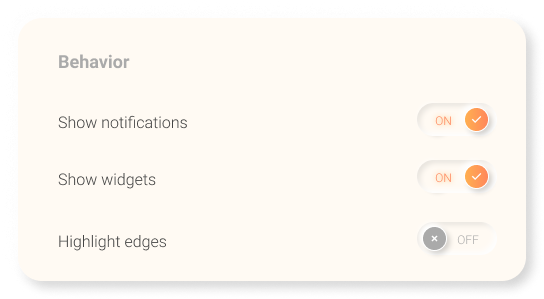 Behavior
Show notifications ON
Show widgets ON
Highlight edges OFF